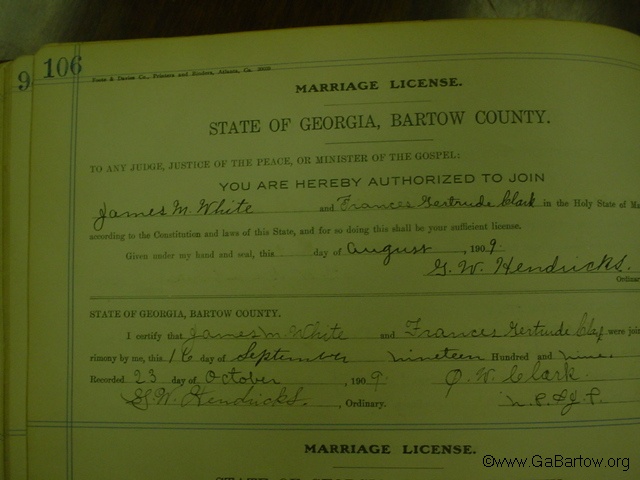 9
106
MARRIAGE LICENSE.
STATE OF GEORGIA, BARTOW COUNTY.
TO ANY JUDGE, JUSTICE OF THE PEACE, OR MINISTER OF THE GOSPEL:
YOU ARE HEREBY AUTHORIZED TO JOIN
James M. White and Frances Gertrude Clark in the Holy State of Ma
according to the Constitution and laws of this State, and for so doing this shall be your sufficient license.
Given under my hand and seal, this day of August, 1909
G. W. Hendricks.
Ordinar
STATE OF GEORGIA, BARTOW COUNTY.
I certify that James M. White and Frances Gertrude were join
rimony by me, this 16 day of September nineteen Hundred and nine.
Recorded 23 day of October, 1909. Clark.
G. W. Hendricks., Ordinary.
MARRIAGE LICENSE.
©www.GaBartow.org